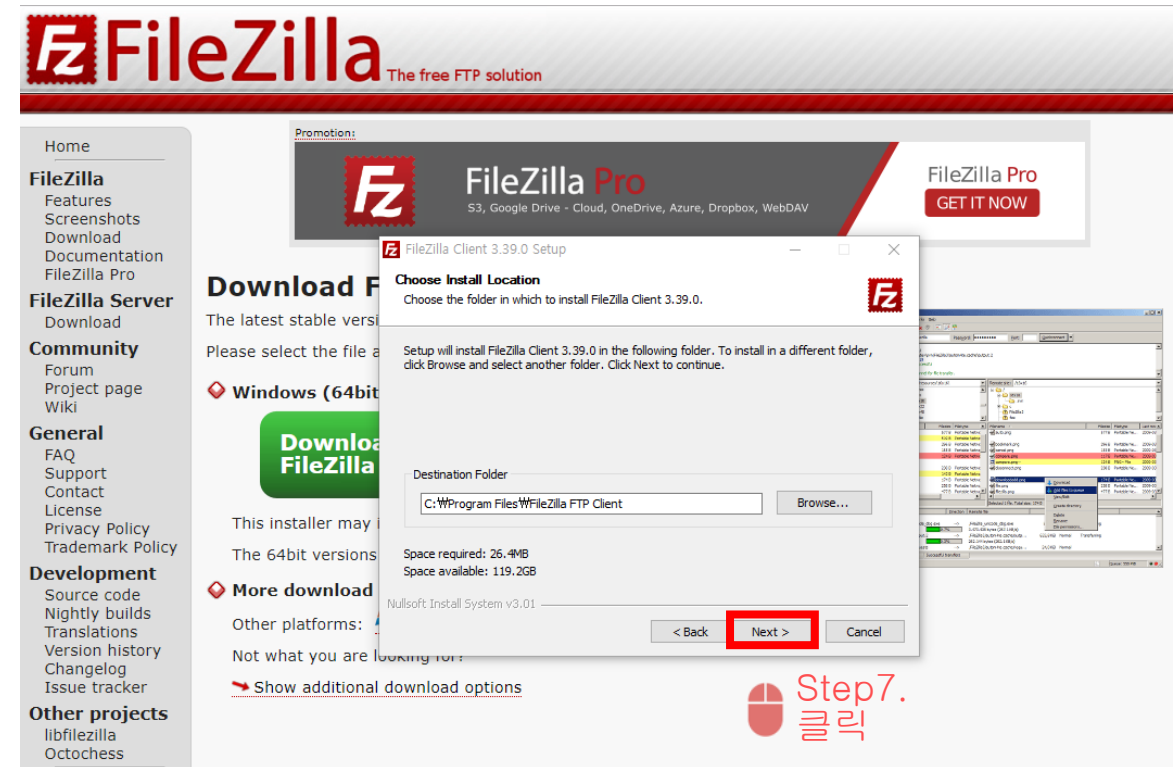 FileZilla
The free FTP solution
Promotion:
FileZilla Pro
S3, Google Drive - Cloud, OneDrive, Azure, Dropbox, WebDAV
FileZilla Pro
GET IT NOW
Home
FileZilla
Features
Screenshots
Download
Documentation
FileZilla Pro
FileZilla Server
Download
Community
Forum
Project page
Wiki
General
FAQ
Support
Contact
License
Privacy Policy
Trademark Policy
Development
Source code
Nightly builds
Translations
Version history
Changelog
Issue tracker
Other projects
libfilezilla
Octochess
Download F
The latest stable versi
Please select the file a
Windows (64bit
Downloa
FileZilla
This installer may i
The 64bit versions
More download
Other platforms:
Not what you are looking for?
Show additional download options
FileZilla Client 3.39.0 Setup
Choose Install Location
Choose the folder in which to install FileZilla Client 3.39.0.
Setup will install FileZilla Client 3.39.0 in the following folder. To install in a different folder,
click Browse and select another folder. Click Next to continue.
Destination Folder
C:₩Program Files₩FileZilla FTP Client
Browse...
Space required: 26.4MB
Space available: 119.2GB
Nullsoft Install System v3.01
< Back
Next >
Cancel
Step7.
클릭